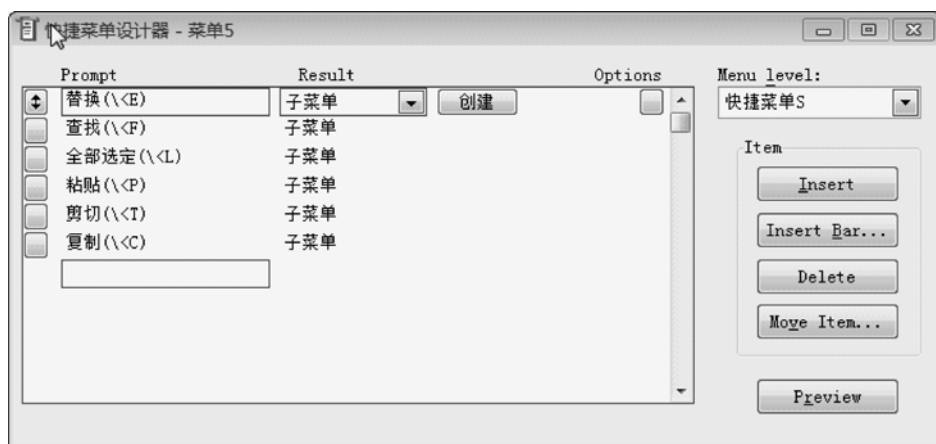 快捷菜单设计器 - 菜单5
Prompt Result Options Menu level:
替换(\<E) 子菜单 创建 快捷菜单S
查找(\<F) 子菜单
全部选定(\<L) 子菜单
粘贴(\<P) 子菜单
剪切(\<T) 子菜单
复制(\<C) 子菜单
Item
Insert
Insert Bar...
Delete
Move Item...
Preview